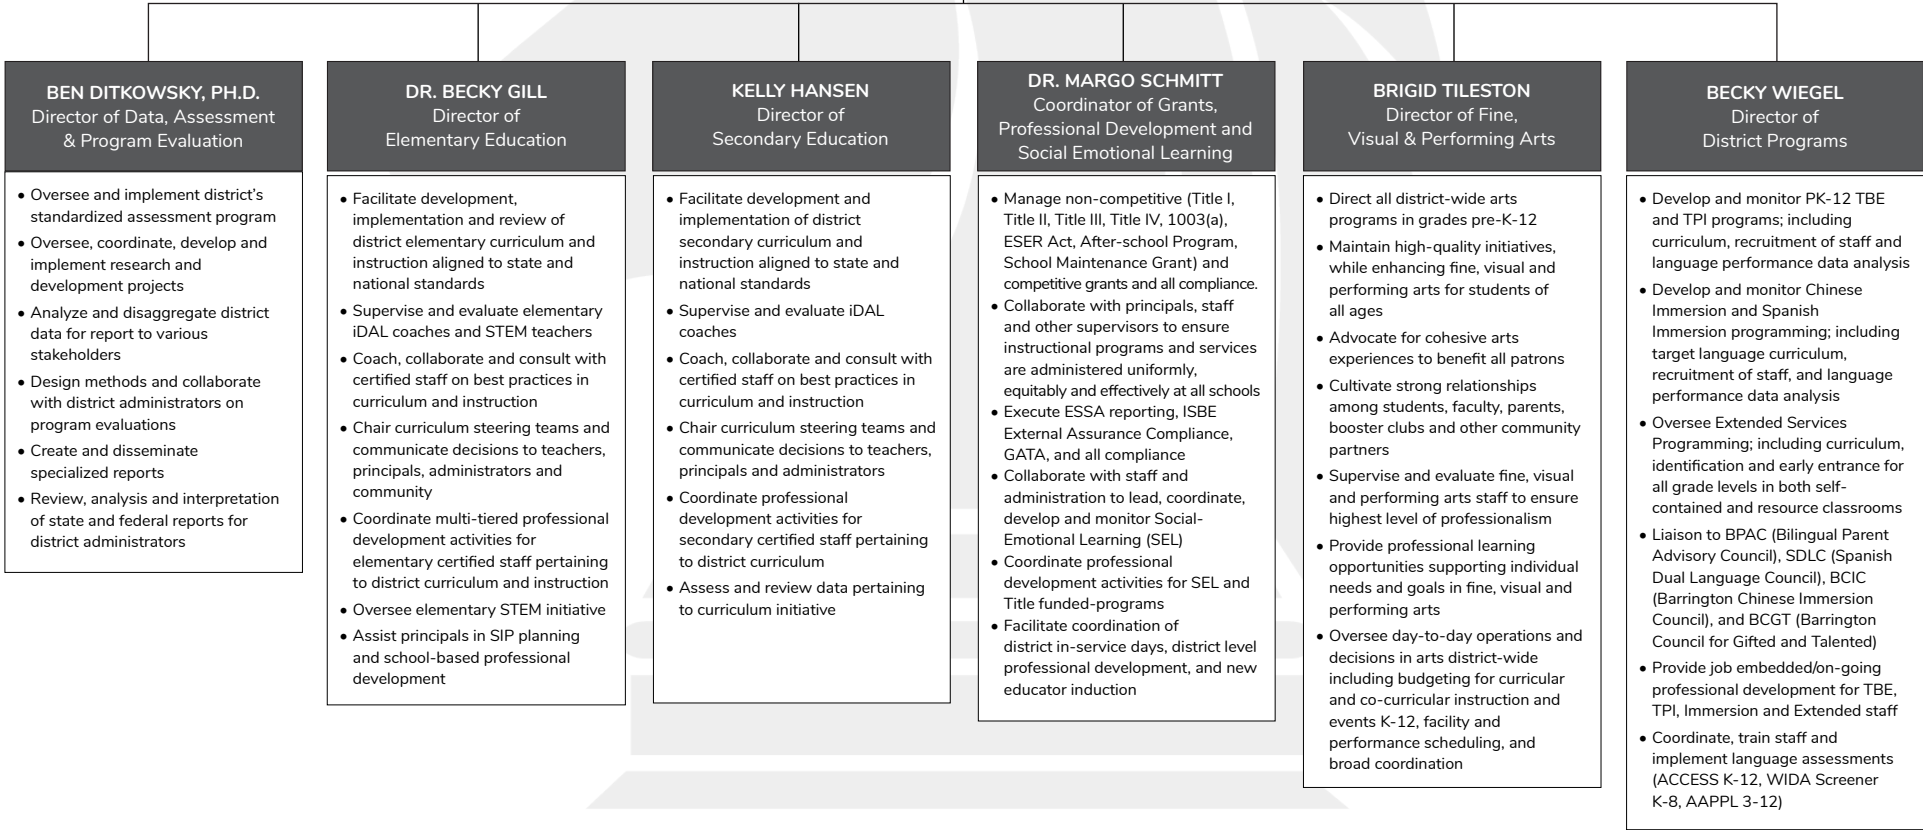 BEN DITKOWSKY, PH.D.
Director of Data, Assessment
& Program Evaluation
• Oversee and implement district's
standardized assessment program
• Oversee, coordinate, develop and
implement research and
development projects
• Analyze and disaggregate district
data for report to various
stakeholders
• Design methods and collaborate
with district administrators on
program evaluations
• Create and disseminate
specialized reports
• Review, analysis and interpretation
of state and federal reports for
district administrators
DR. BECKY GILL
Director of
Elementary Education
• Facilitate development,
implementation and review of
district elementary curriculum and
instruction aligned to state and
national standards
• Supervise and evaluate elementary
iDAL coaches and STEM teachers
• Coach, collaborate and consult with
certified staff on best practices in
curriculum and instruction
• Chair curriculum steering teams and
communicate decisions to teachers,
principals, administrators and
community
• Coordinate multi-tiered professional
development activities for
elementary certified staff pertaining
to district curriculum and instruction
• Oversee elementary STEM initiative
• Assist principals in SIP planning
and school-based professional
development
KELLY HANSEN
Director of
Secondary Education
• Facilitate development and
implementation of district
secondary curriculum and
instruction aligned to state and
national standards
• Supervise and evaluate iDAL
coaches
• Coach, collaborate and consult with
certified staff on best practices in
curriculum and instruction
• Chair curriculum steering teams and
communicate decisions to teachers,
principals and administrators
• Coordinate professional
development activities for
secondary certified staff pertaining
to district curriculum
• Assess and review data pertaining
to curriculum initiative
DR. MARGO SCHMITT
Coordinator of Grants,
Professional Development and
Social Emotional Learning
• Manage non-competitive (Title I,
Title II, Title III, Title IV, 1003(a),
ESER Act, After-school Program,
School Maintenance Grant) and
competitive grants and all compliance.
• Collaborate with principals, staff
and other supervisors to ensure
instructional programs and services
are administered uniformly,
equitably and effectively at all schools
• Execute ESSA reporting, ISBE
External Assurance Compliance,
GATA, and all compliance
• Collaborate with staff and
administration to lead, coordinate,
develop and monitor Social-
Emotional Learning (SEL)
• Coordinate professional
development activities for SEL and
Title funded-programs
• Facilitate coordination of
district in-service days, district level
professional development, and new
educator induction
BRIGID TILESTON
Director of Fine,
Visual & Performing Arts
• Direct all district-wide arts
programs in grades pre-K-12
• Maintain high-quality initiatives,
while enhancing fine, visual and
performing arts for students of
all ages
• Advocate for cohesive arts
experiences to benefit all patrons
• Cultivate strong relationships
among students, faculty, parents,
booster clubs and other community
partners
• Supervise and evaluate fine, visual
and performing arts staff to ensure
highest level of professionalism
• Provide professional learning
opportunities supporting individual
needs and goals in fine, visual and
performing arts
• Oversee day-to-day operations and
decisions in arts district-wide
including budgeting for curricular
and co-curricular instruction and
events K-12, facility and
performance scheduling, and
broad coordination
BECKY WIEGEL
Director of
District Programs
• Develop and monitor PK-12 TBE
and TPI programs; including
curriculum, recruitment of staff and
language performance data analysis
• Develop and monitor Chinese
Immersion and Spanish
Immersion programming; including
target language curriculum,
recruitment of staff, and language
performance data analysis
• Oversee Extended Services
Programming; including curriculum,
identification and early entrance for
all grade levels in both self-
contained and resource classrooms
• Liaison to BPAC (Bilingual Parent
Advisory Council), SDLC (Spanish
Dual Language Council), BCIC
(Barrington Chinese Immersion
Council), and BCGT (Barrington
Council for Gifted and Talented)
• Provide job embedded/on-going
professional development for TBE,
TPI, Immersion and Extended staff
• Coordinate, train staff and
implement language assessments
(ACCESS K-12, WIDA Screener
K-8, AAPPL 3-12)